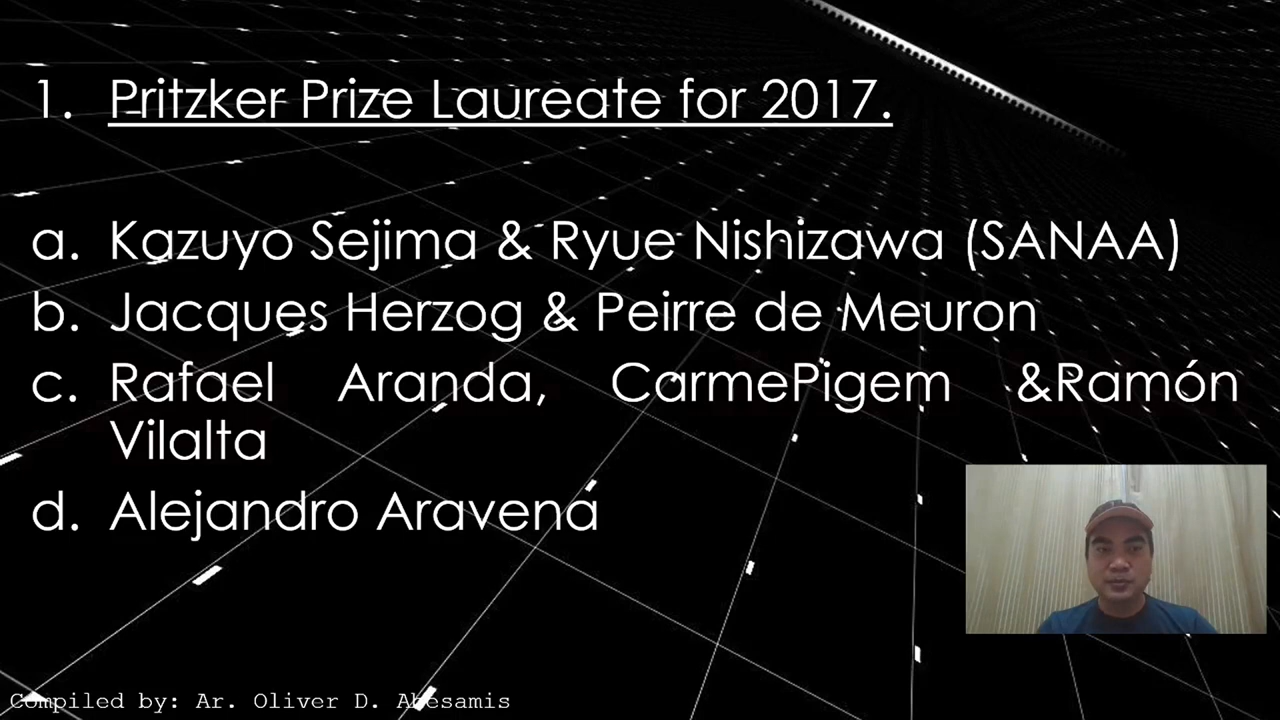 1. Pritzker Prize Laureate for 2017.
a. Kazuyo Sejima & Ryue Nishizawa (SANAA)
b. Jacques Herzog & Peirre de Meuron
c. Rafael Aranda, CarmePigem &Ramón
Vilalta
d. Alejandro Aravena
Compiled by: Ar. Oliver D. Abesamis